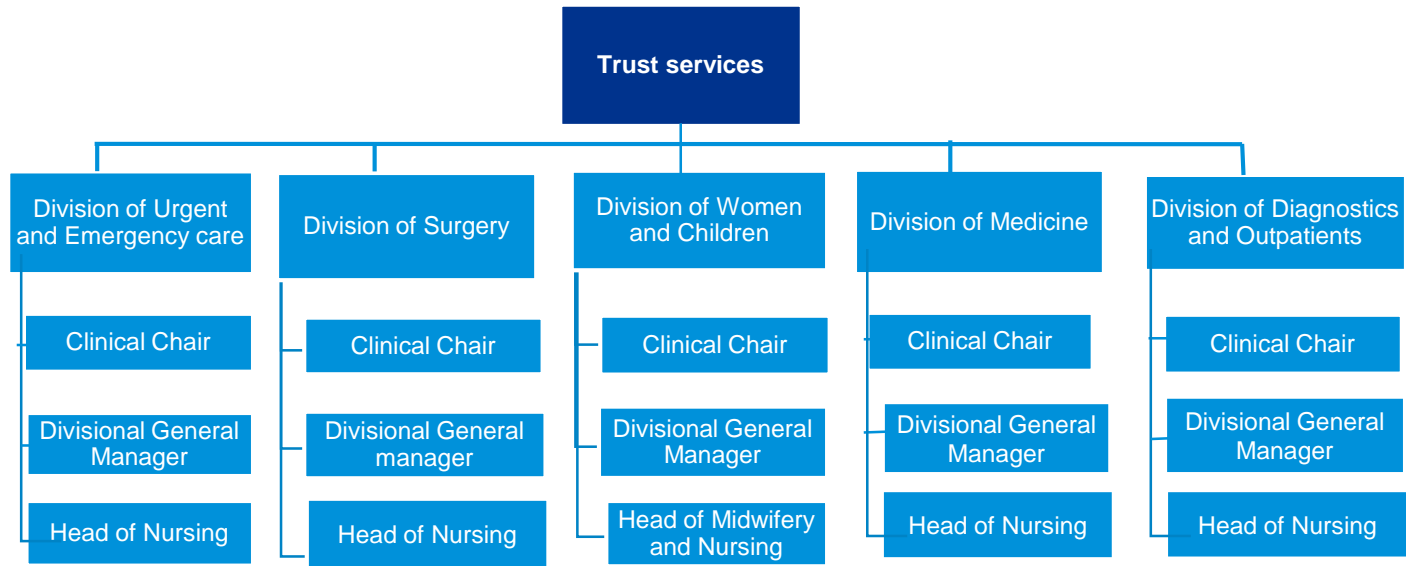 Trust services
Division of Urgent
and Emergency care
Division of Surgery
Division of Women
and Children
Division of Medicine
Division of Diagnostics
and Outpatients
Clinical Chair
Clinical Chair
Clinical Chair
Clinical Chair
Clinical Chair
Divisional General
Manager
Divisional General
manager
Divisional General
Manager
Divisional General
Manager
Divisional General
Manager
Head of Nursing
Head of Nursing
Head of Midwifery
and Nursing
Head of Nursing
Head of Nursing